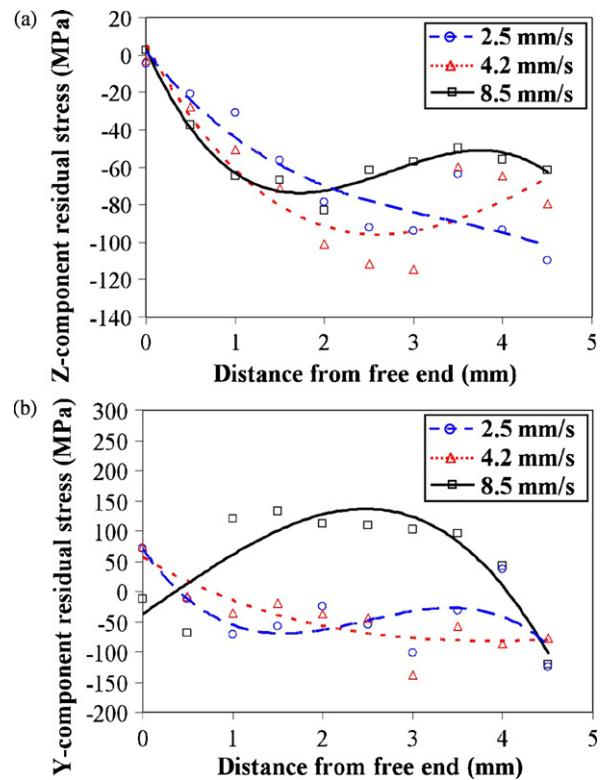 (a)
Z-component residual stress (MPa)
20
0
-20
-40
-60
-80
-100
-120
-140
2.5 mm/s
4.2 mm/s
8.5 mm/s
0 1 2 3 4 5
Distance from free end (mm)
(b)
Y-component residual stress (MPa)
300
250
200
150
100
50
0
-50
-100
-150
-200
2.5 mm/s
4.2 mm/s
8.5 mm/s
0 1 2 3 4 5
Distance from free end (mm)